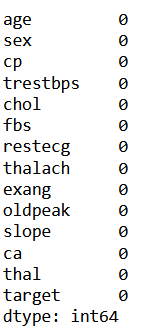 age 0
sex 0
cp 0
trestbps 0
chol 0
fbs 0
restecg 0
thalach 0
exang 0
oldpeak 0
slope 0
ca 0
thal 0
target 0
dtype: int64